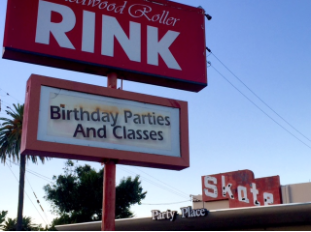 Roller
RINK
Birthday Parties
And Classes
Skate
Party Place